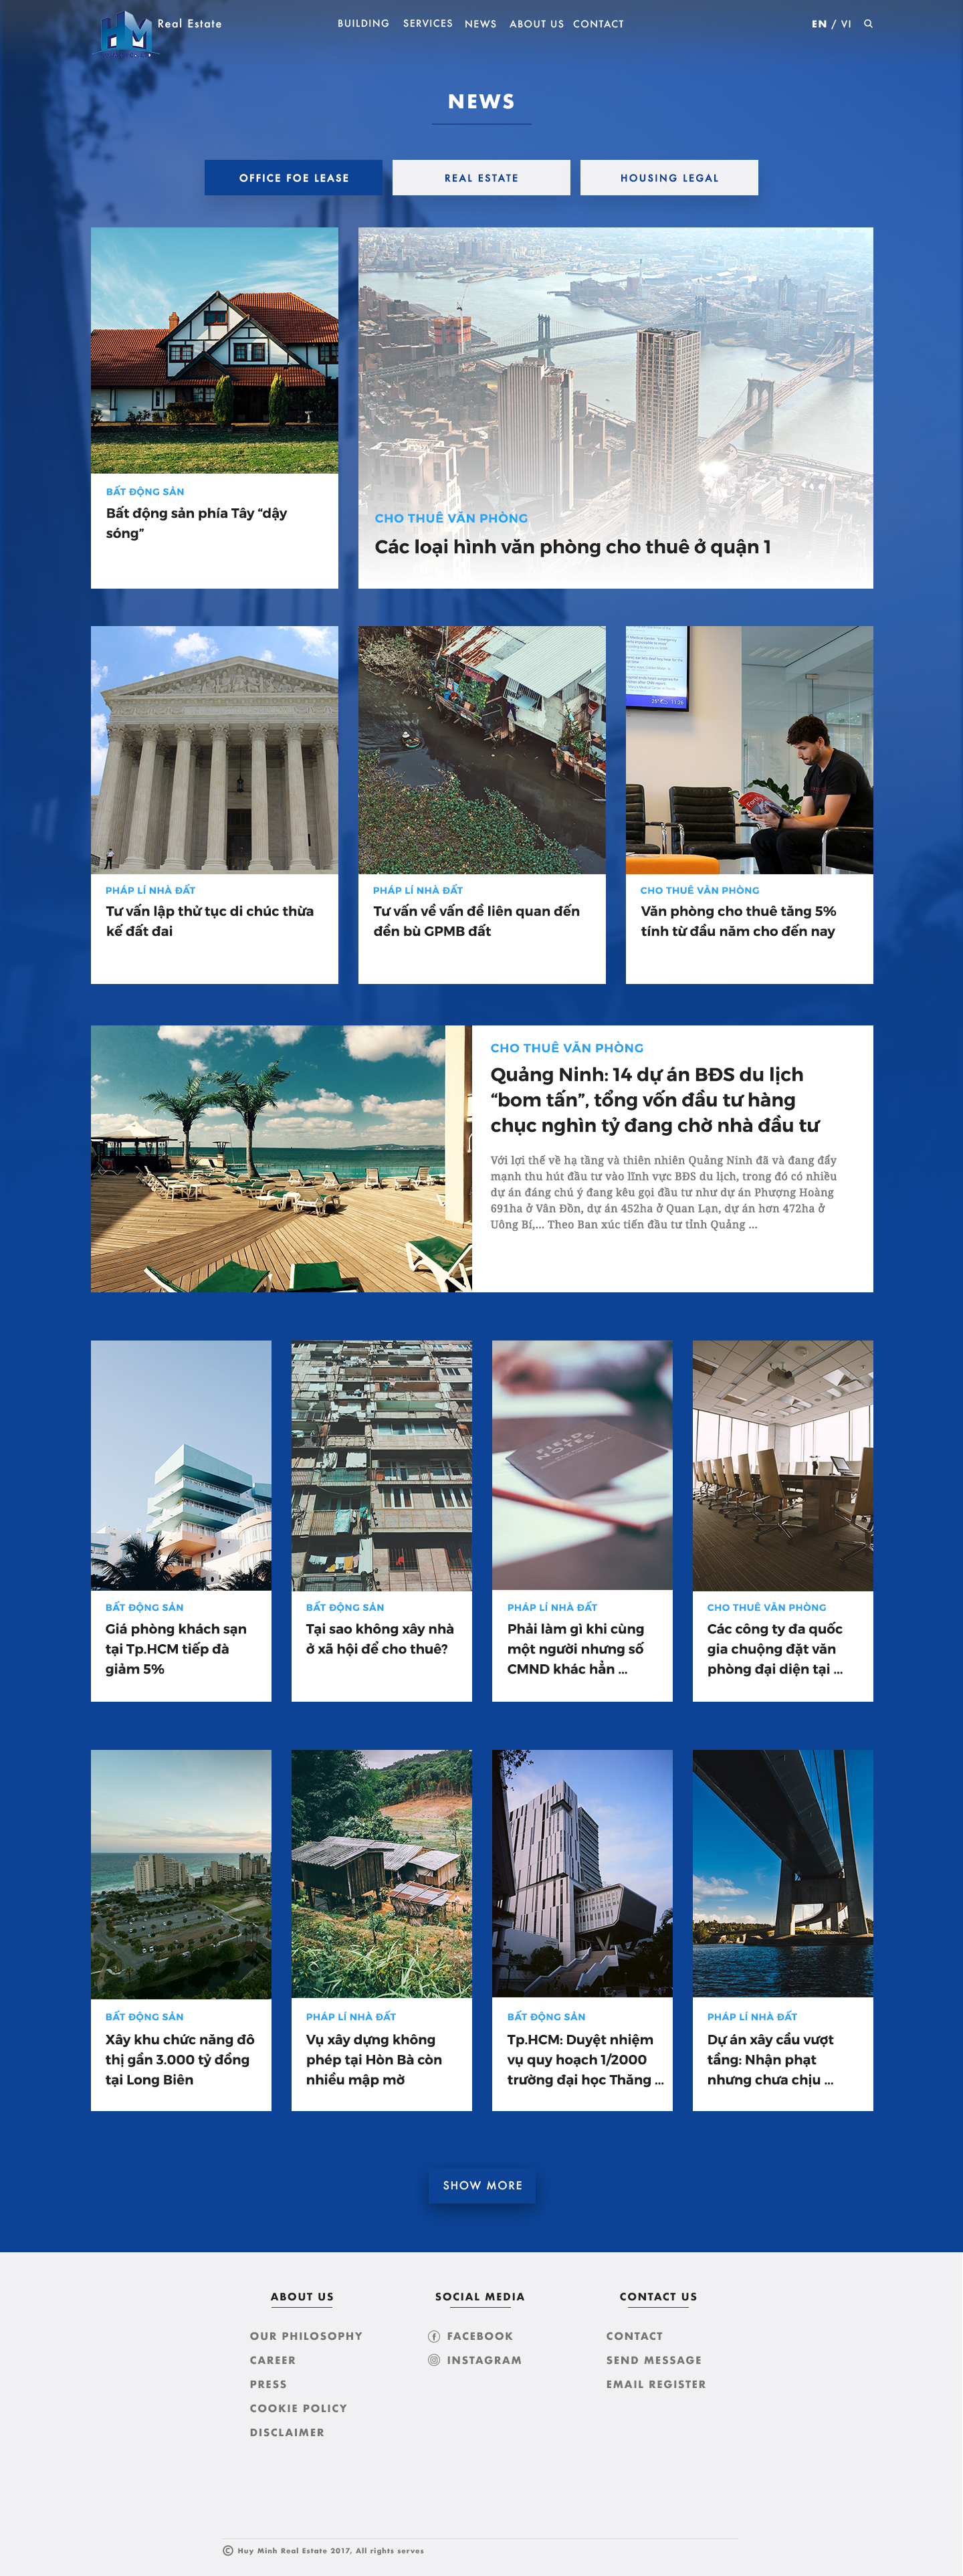 HM Real Estate
BUILDING SERVICES NEWS ABOUT US CONTACT
EN / VI
NEWS
OFFICE FOE LEASE
REAL ESTATE
HOUSING LEGAL
BẤT ĐỘNG SẢN
Bất động sản phía Tây “dậy
sóng”
CHO THUÊ VĂN PHÒNG
Các loại hình văn phòng cho thuê ở quận 1
PHÁP LÍ NHÀ ĐẤT
Tư vấn lập thử tục di chúc thừa
kế đất đai
PHÁP LÍ NHÀ ĐẤT
Tư vấn về vấn đề liên quan đến
đền bù GPMB đất
CHO THUÊ VĂN PHÒNG
Văn phòng cho thuê tăng 5%
tính từ đầu năm cho đến nay
CHO THUÊ VĂN PHÒNG
Quảng Ninh: 14 dự án BĐS du lịch
“bom tấn”, tổng vốn đầu tư hàng
chục nghìn tỷ đang chờ nhà đầu tư
Với lợi thế về hạ tầng và thiên nhiên Quảng Ninh đã và đang đẩy
mạnh thu hút đầu tư vào lĩnh vực BĐS du lịch, trong đó có nhiều
dự án đáng chú ý đang kêu gọi đầu tư như dự án Phượng Hoàng
691ha ở Vân Đồn, dự án 452ha ở Quan Lạn, dự án hơn 472ha ở
Uông Bí,... Theo Ban xúc tiến đầu tư tỉnh Quảng ...
FIELD
NOTES
BẤT ĐỘNG SẢN
Giá phòng khách sạn
tại Tp.HCM tiếp đà
giảm 5%
BẤT ĐỘNG SẢN
Tại sao không xây nhà
ở xã hội để cho thuê?
PHÁP LÍ NHÀ ĐẤT
Phải làm gì khi cùng
một người nhưng số
CMND khác hẳn ...
CHO THUÊ VĂN PHÒNG
Các công ty đa quốc
gia chuộng đặt văn
phòng đại diện tại ...
BẤT ĐỘNG SẢN
Xây khu chức năng đô
thị gần 3.000 tỷ đồng
tại Long Biên
PHÁP LÍ NHÀ ĐẤT
Vụ xây dựng không
phép tại Hòn Bà còn
nhiều mập mờ
BẤT ĐỘNG SẢN
Tp.HCM: Duyệt nhiệm
vụ quy hoạch 1/2000
trường đại học Thăng ...
PHÁP LÍ NHÀ ĐẤT
Dự án xây cầu vượt
tầng: Nhận phạt
nhưng chưa chịu ...
SHOW MORE
ABOUT US
OUR PHILOSOPHY
CAREER
PRESS
COOKIE POLICY
DISCLAIMER
SOCIAL MEDIA
FACEBOOK
INSTAGRAM
CONTACT US
CONTACT
SEND MESSAGE
EMAIL REGISTER
© Huy Minh Real Estate 2017, All rights serves